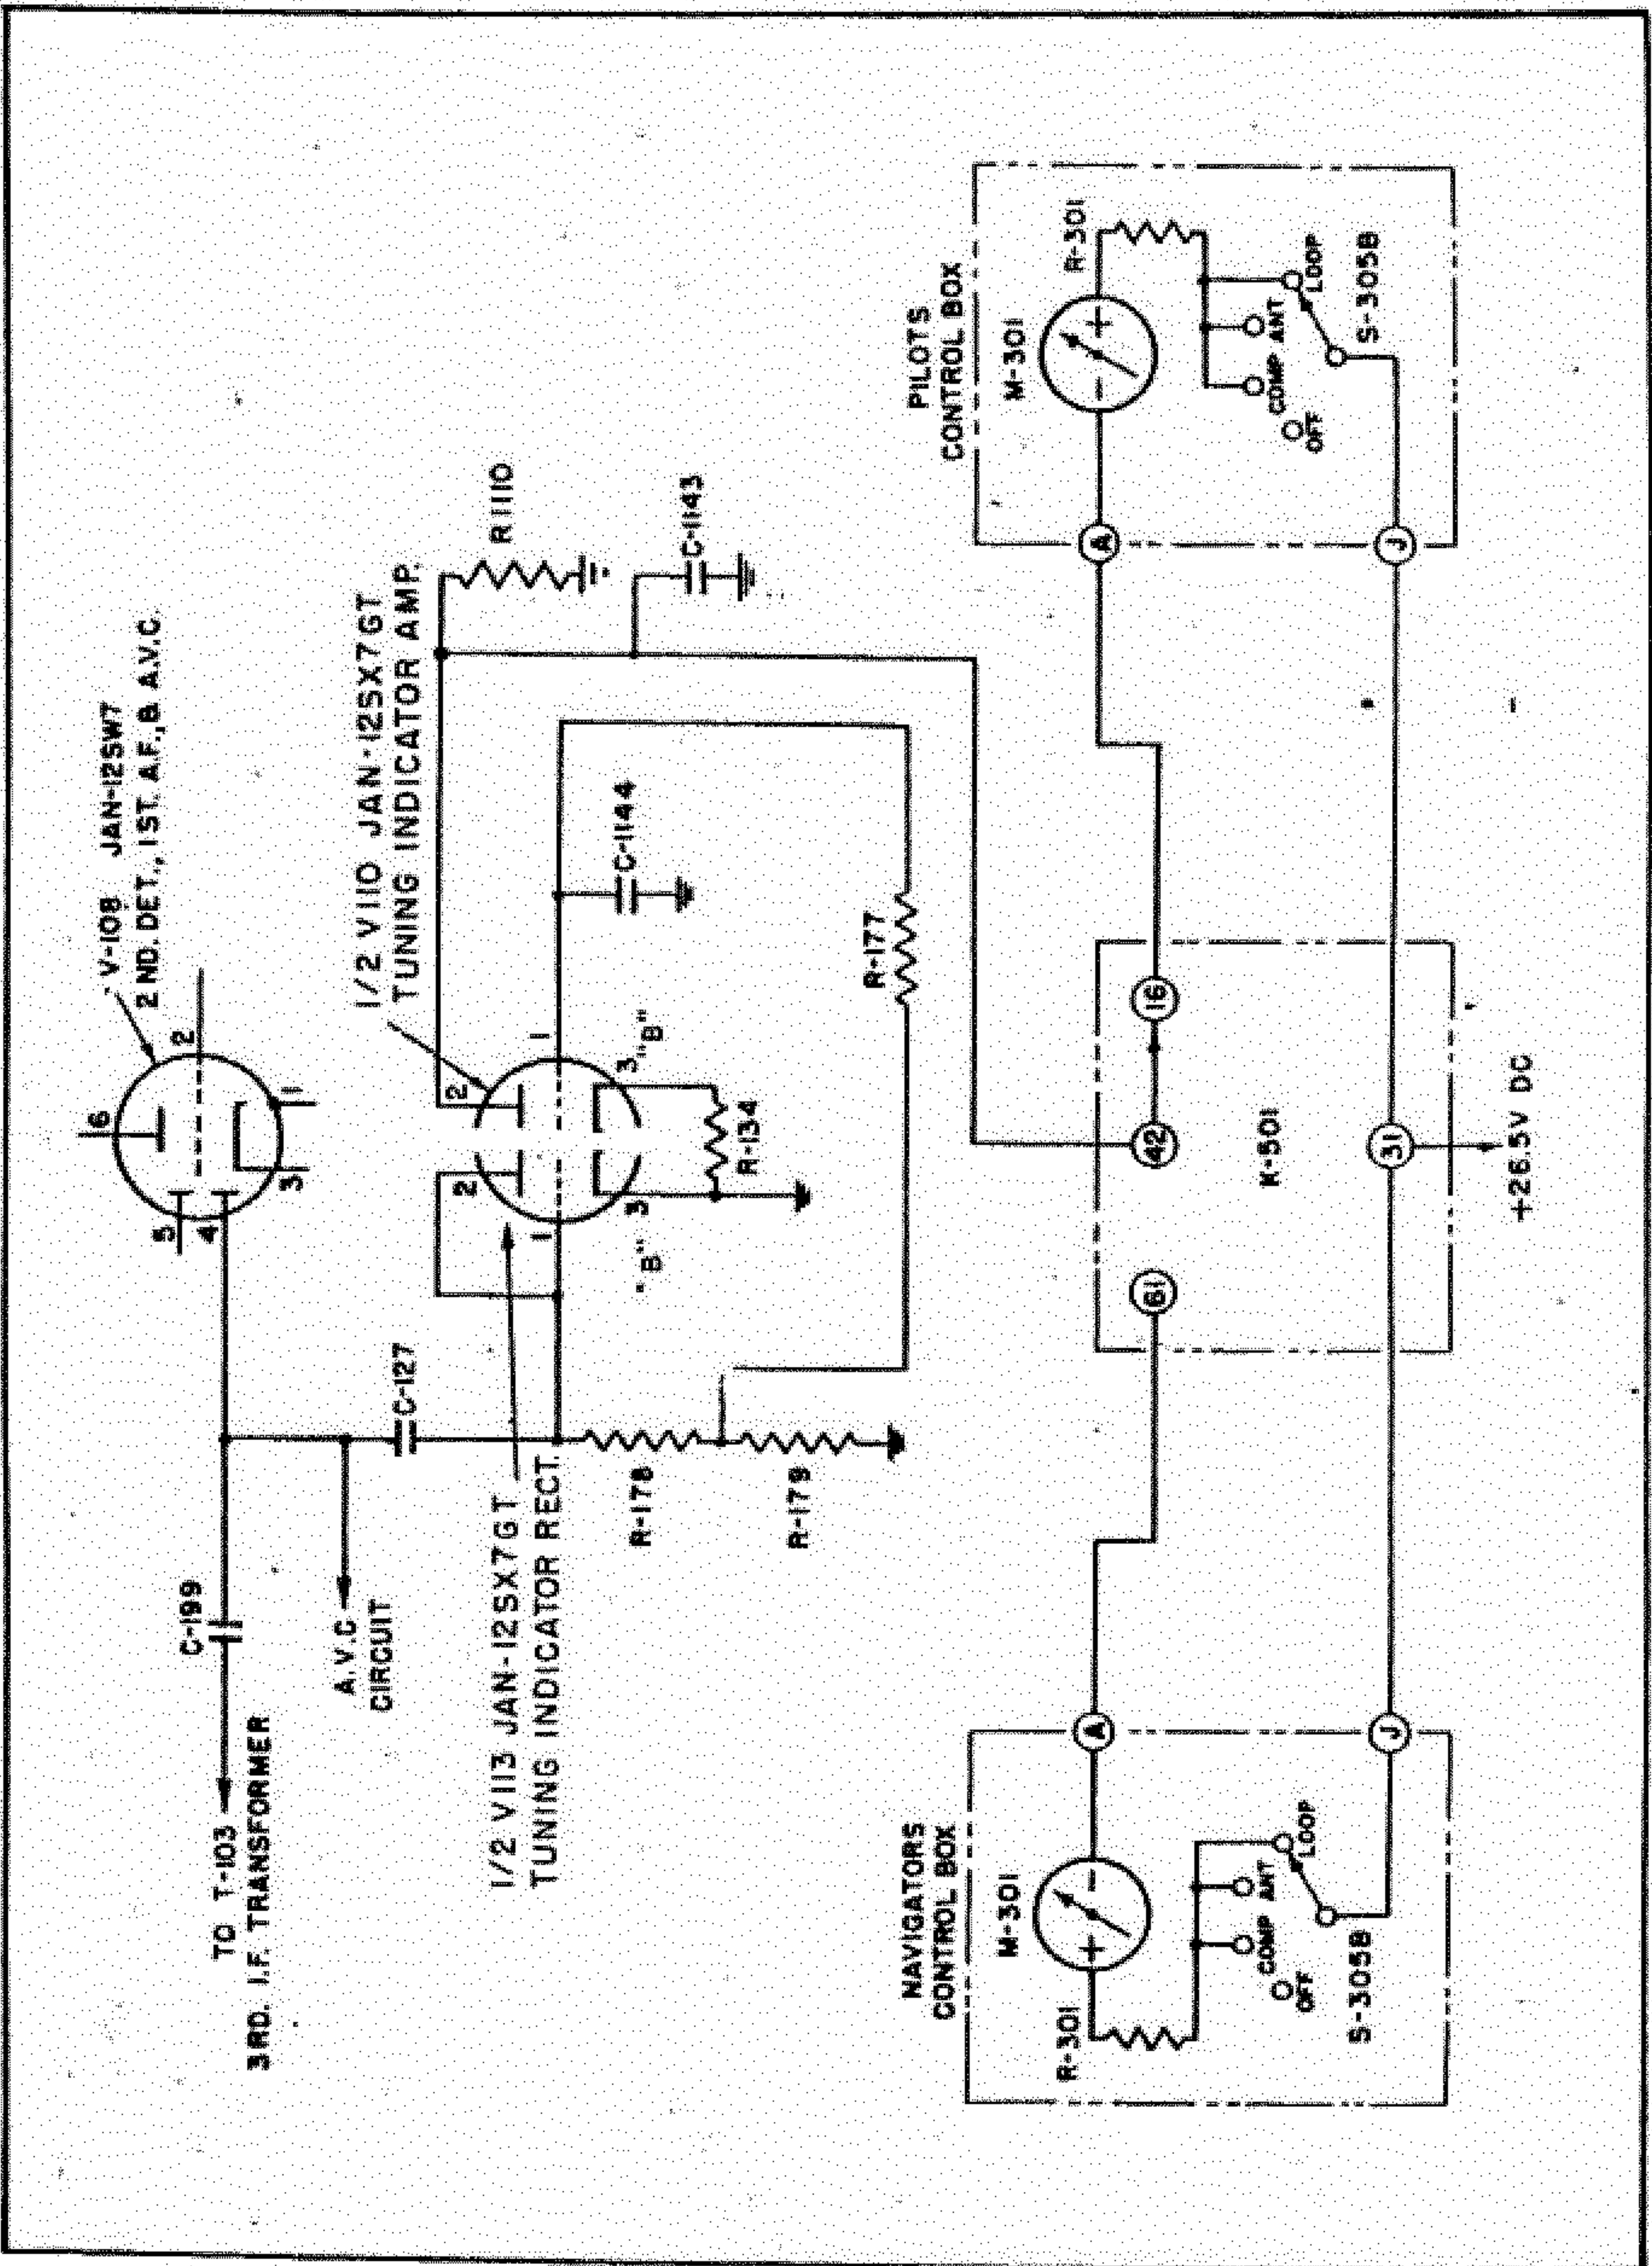 V-108 JAN-12SW7
2 ND. DET., 1ST. A.F., & A.V.C.
6
2
5
4
3
1
C-199
TO T-103
3RD. I.F. TRANSFORMER
A.V.C
CIRCUIT
C-127
1/2 V110 JAN-12SX7GT
TUNING INDICATOR AMP.
R1110
C-1143
2
2
1
1
3
3
"B"
"B"
1/2 V113 JAN-12SX7GT
TUNING INDICATOR RECT.
C-1144
R-134
R-178
R-179
R-177
NAVIGATORS
CONTROL BOX
M-301
R-301
+
-
A
COMP
ANT
OFF
LOOP
S-305B
J
61
42
16
K-501
31
+26.5V DC
PILOTS
CONTROL BOX
M-301
R-301
-
+
A
COMP
ANT
OFF
LOOP
S-305B
J